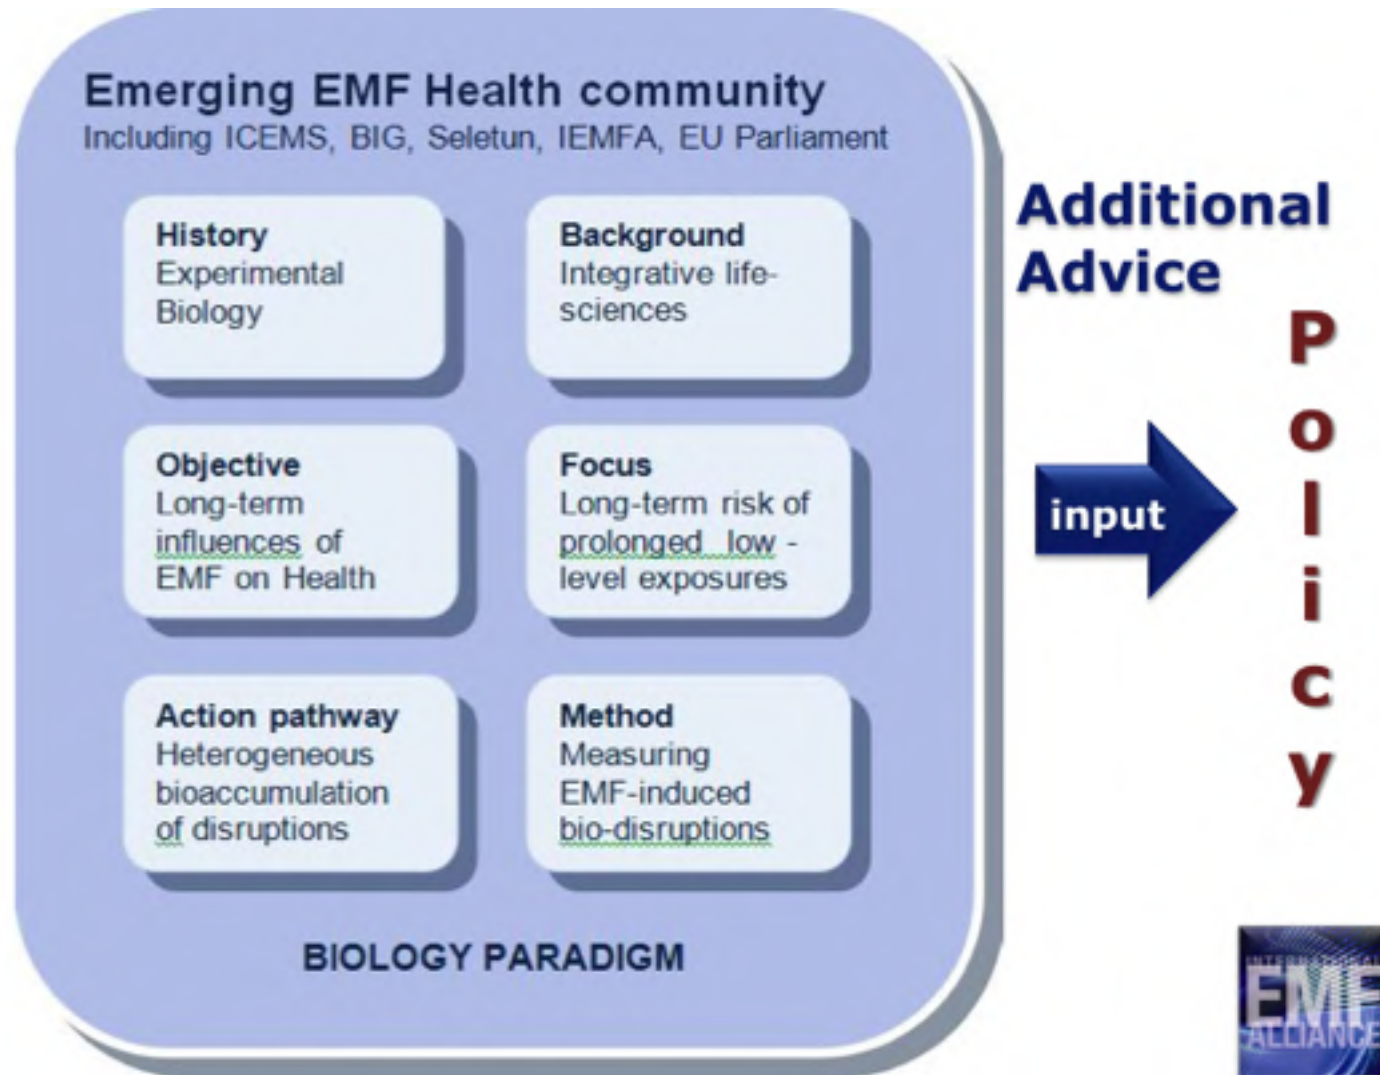 Emerging EMF Health community
Including ICEMS, BIG, Seletun, IEMFA, EU Parliament
History
Experimental
Biology
Background
Integrative life-
sciences
Objective
Long-term
influences of
EMF on Health
Focus
Long-term risk of
prolonged low -
level exposures
Action pathway
Heterogeneous
bioaccumulation
of disruptions
Method
Measuring
EMF-induced
bio-disruptions
BIOLOGY PARADIGM
Additional
Advice
input
P
o
l
i
c
y
INTERNATIONAL
EMF
ALLIANCE